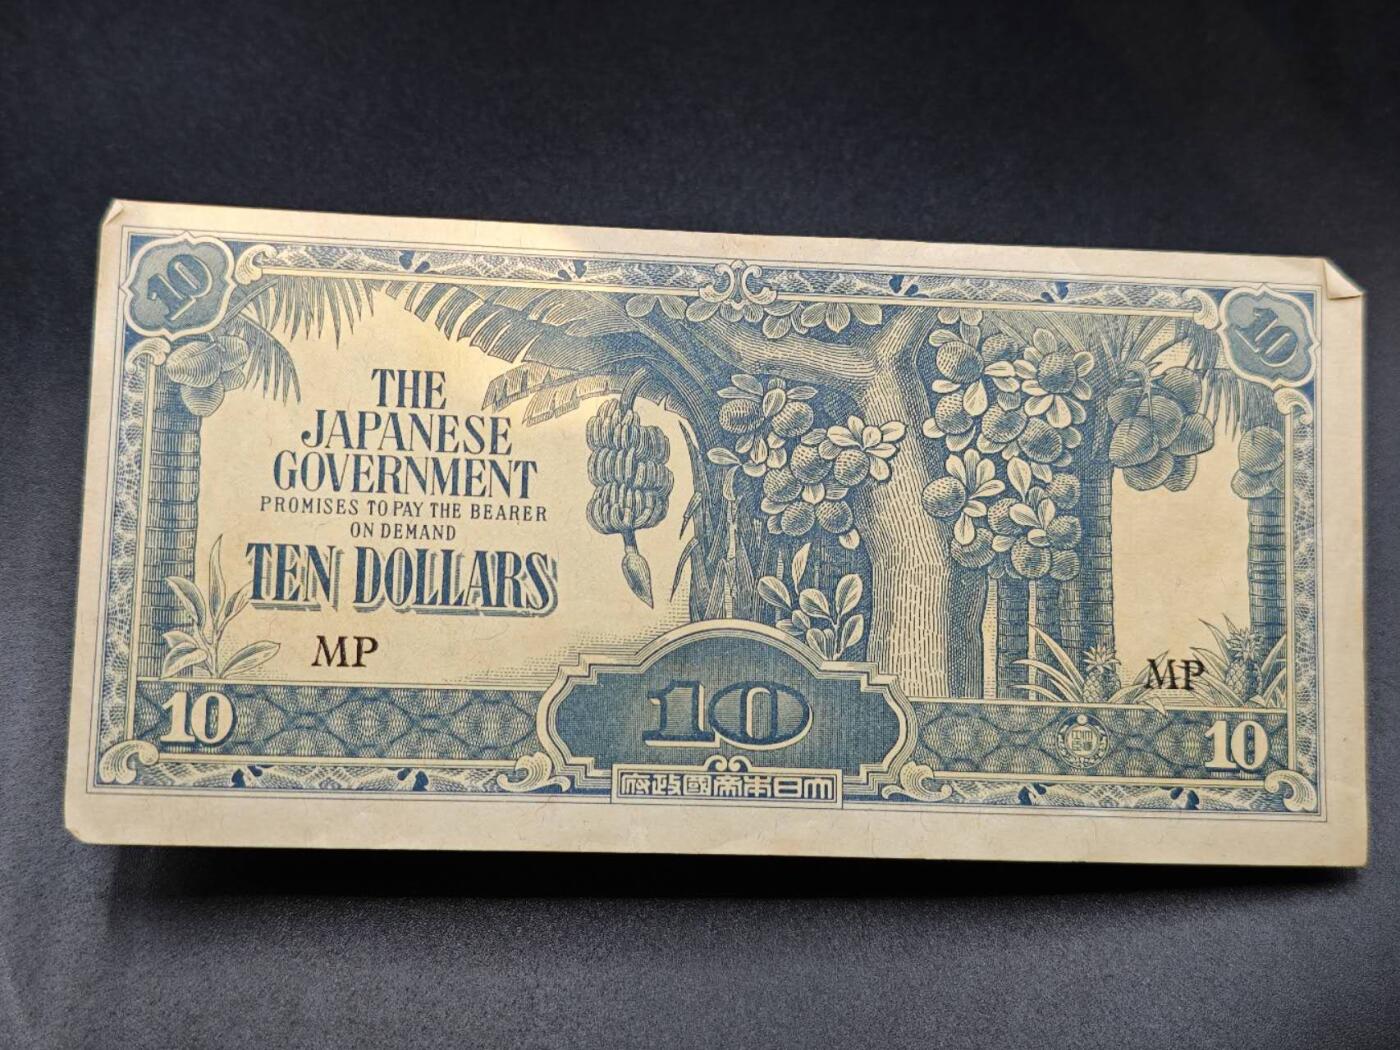 10
10
THE
JAPANESE
GOVERNMENT
PROMISES TO PAY THE BEARER
ON DEMAND
TEN DOLLARS
MP
MP
10
10
10
府政國帝本日大